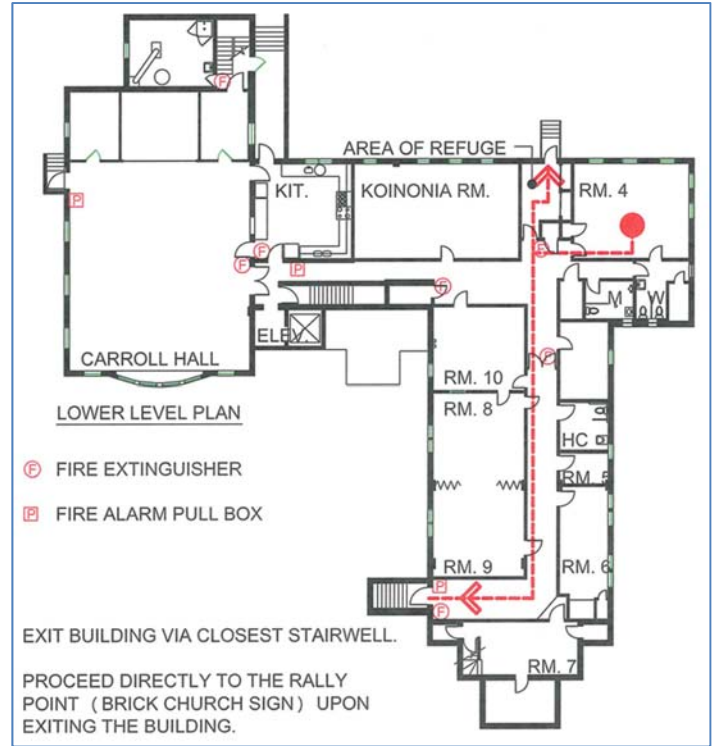 AREA OF REFUGE
KIT.
KOINONIA RM.
RM. 4
F
P
F
F
P
F
F
M
W
ELEV.
CARROLL HALL
RM. 10
F
LOWER LEVEL PLAN
RM. 8
HC
F FIRE EXTINGUISHER
RM. 5
P FIRE ALARM PULL BOX
RM. 9
RM. 6
P
F
EXIT BUILDING VIA CLOSEST STAIRWELL.
RM. 7
PROCEED DIRECTLY TO THE RALLY
POINT ( BRICK CHURCH SIGN ) UPON
EXITING THE BUILDING.